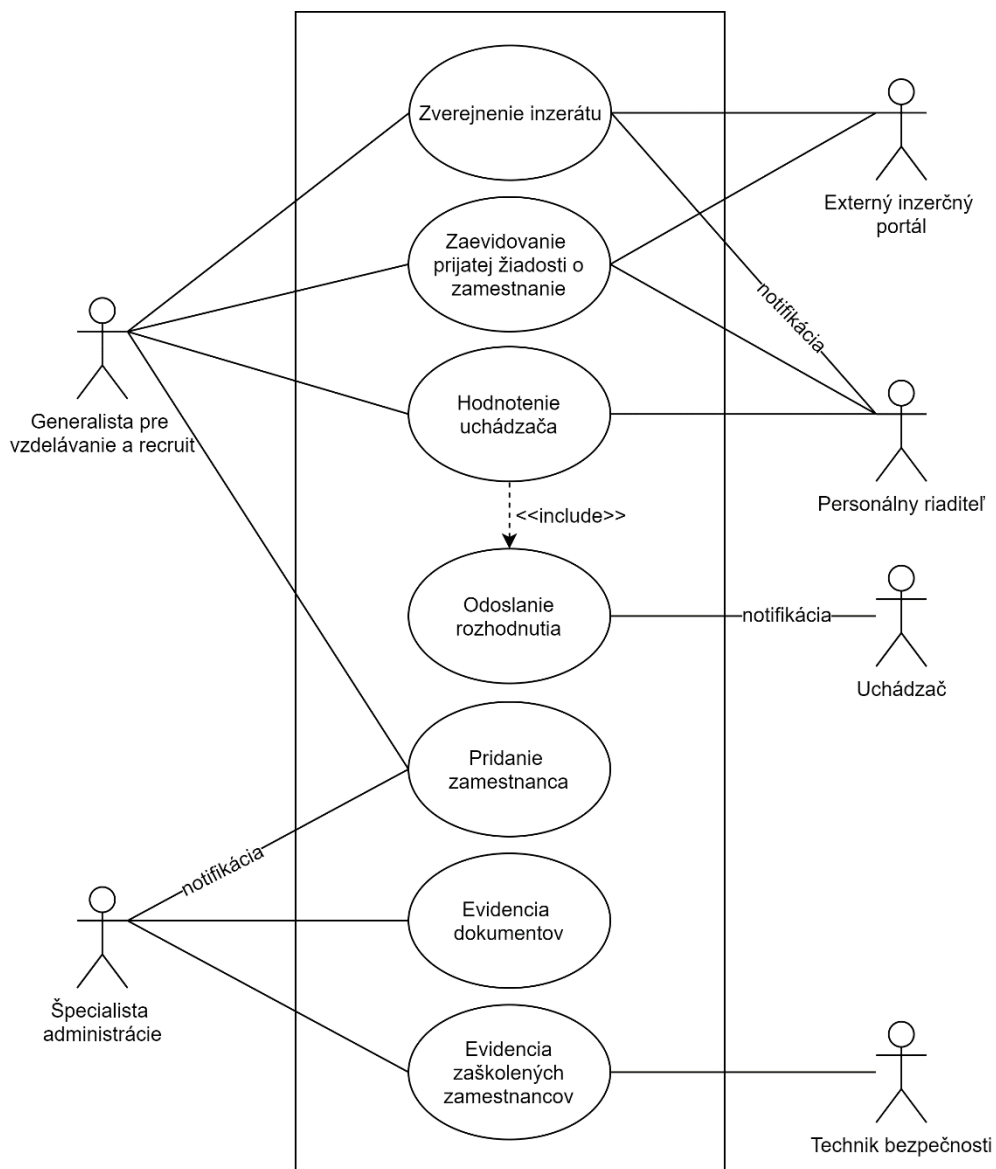 Zverejnenie inzerátu
Externý inzerčný
portál
Zaevidovanie
prijatej žiadosti o
zamestnanie
notifikácia
Generalista pre
vzdelávanie a recruit
Hodnotenie
uchádzača
Personálny riaditeľ
<<include>>
Odoslanie
rozhodnutia
notifikácia
Uchádzač
Pridanie
zamestnanca
notifikácia
Evidencia
dokumentov
Špecialista
administrácie
Evidencia
zaškolených
zamestnancov
Technik bezpečnosti